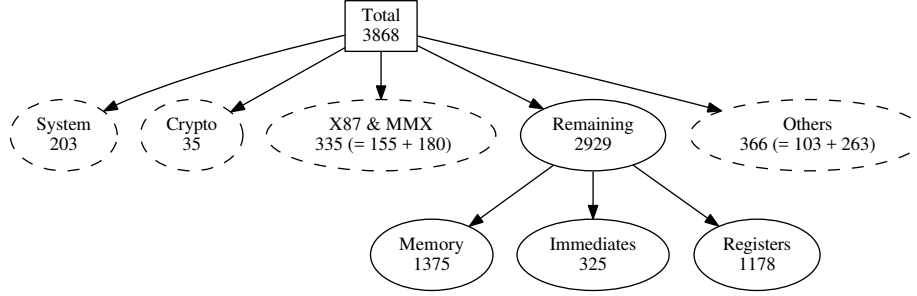 Total
3868
System
203
Crypto
35
X87 & MMX
335 (= 155 + 180)
Remaining
2929
Others
366 (= 103 + 263)
Memory
1375
Immediates
325
Registers
1178